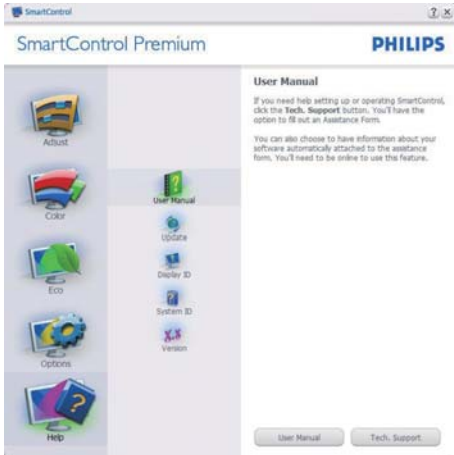 SmartControl
SmartControl Premium
PHILIPS
Adjust
Color
Eco
Options
Help
User Manual
Update
Display ID
System ID
X.X
Version
User Manual
If you need help setting up or operating SmartControl,
click the Tech. Support button. You'll have the
option to fill out an Assistance Form.
You can also choose to have information about your
software automatically attached to the assistance
form. You'll need to be online to use this feature.
User Manual
Tech. Support